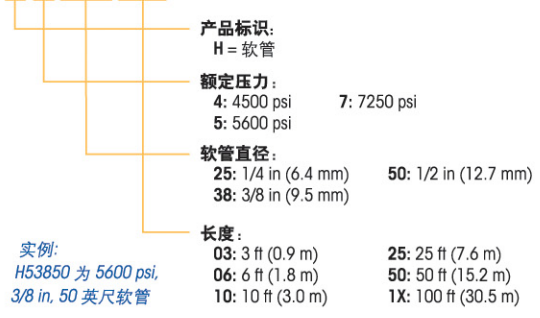 产品标识:
H = 软管
额定压力:
4: 4500 psi 7: 7250 psi
5: 5600 psi
软管直径:
25: 1/4 in (6.4 mm) 50: 1/2 in (12.7 mm)
38: 3/8 in (9.5 mm)
长度:
03: 3 ft (0.9 m) 25: 25 ft (7.6 m)
06: 6 ft (1.8 m) 50: 50 ft (15.2 m)
10: 10 ft (3.0 m) 1X: 100 ft (30.5 m)
实例:
H53850 为 5600 psi,
3/8 in, 50 英尺软管